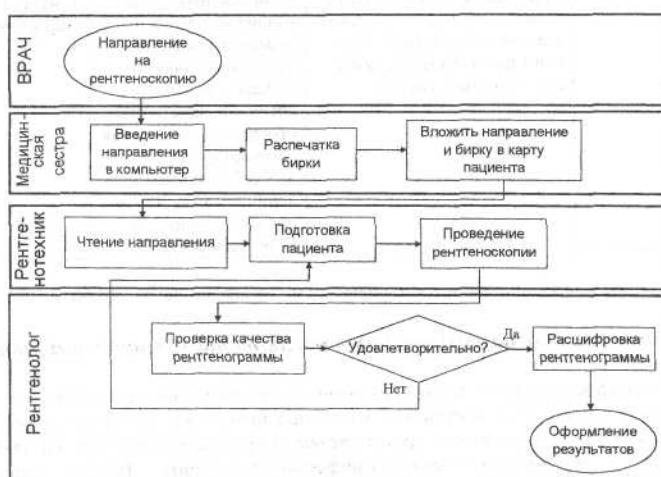 ВРАЧ
Направление
на
рентгеноскопию
Медицин-
ская
сестра
Введение
направления
в компьютер
Распечатка
бирки
Вложить направление
и бирку в карту
пациента
Рентге-
нотехник
Чтение направления
Подготовка
пациента
Проведение
рентгеноскопии
Рентгенолог
Проверка качества
рентгенограммы
Удовлетворительно?
Да
Нет
Расшифровка
рентгенограммы
Оформление
результатов